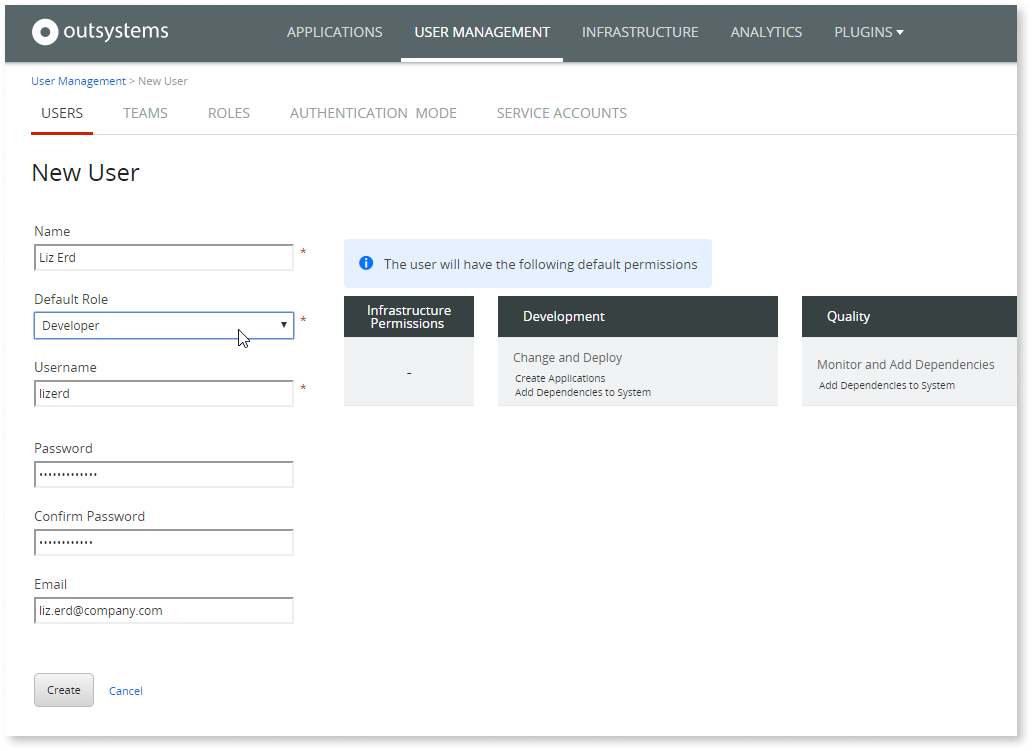 outsystems
APPLICATIONS USER MANAGEMENT INFRASTRUCTURE ANALYTICS PLUGINS
User Management > New User
USERS TEAMS ROLES AUTHENTICATION MODE SERVICE ACCOUNTS
New User
Name
Liz Erd *
Default Role
Developer *
Username
lizerd *
Password
•••••••••••••
Confirm Password
••••••••••••
Email
liz.erd@company.com
Create Cancel
The user will have the following default permissions
Infrastructure
Permissions
-
Development
Change and Deploy
Create Applications
Add Dependencies to System
Quality
Monitor and Add Dependencies
Add Dependencies to System